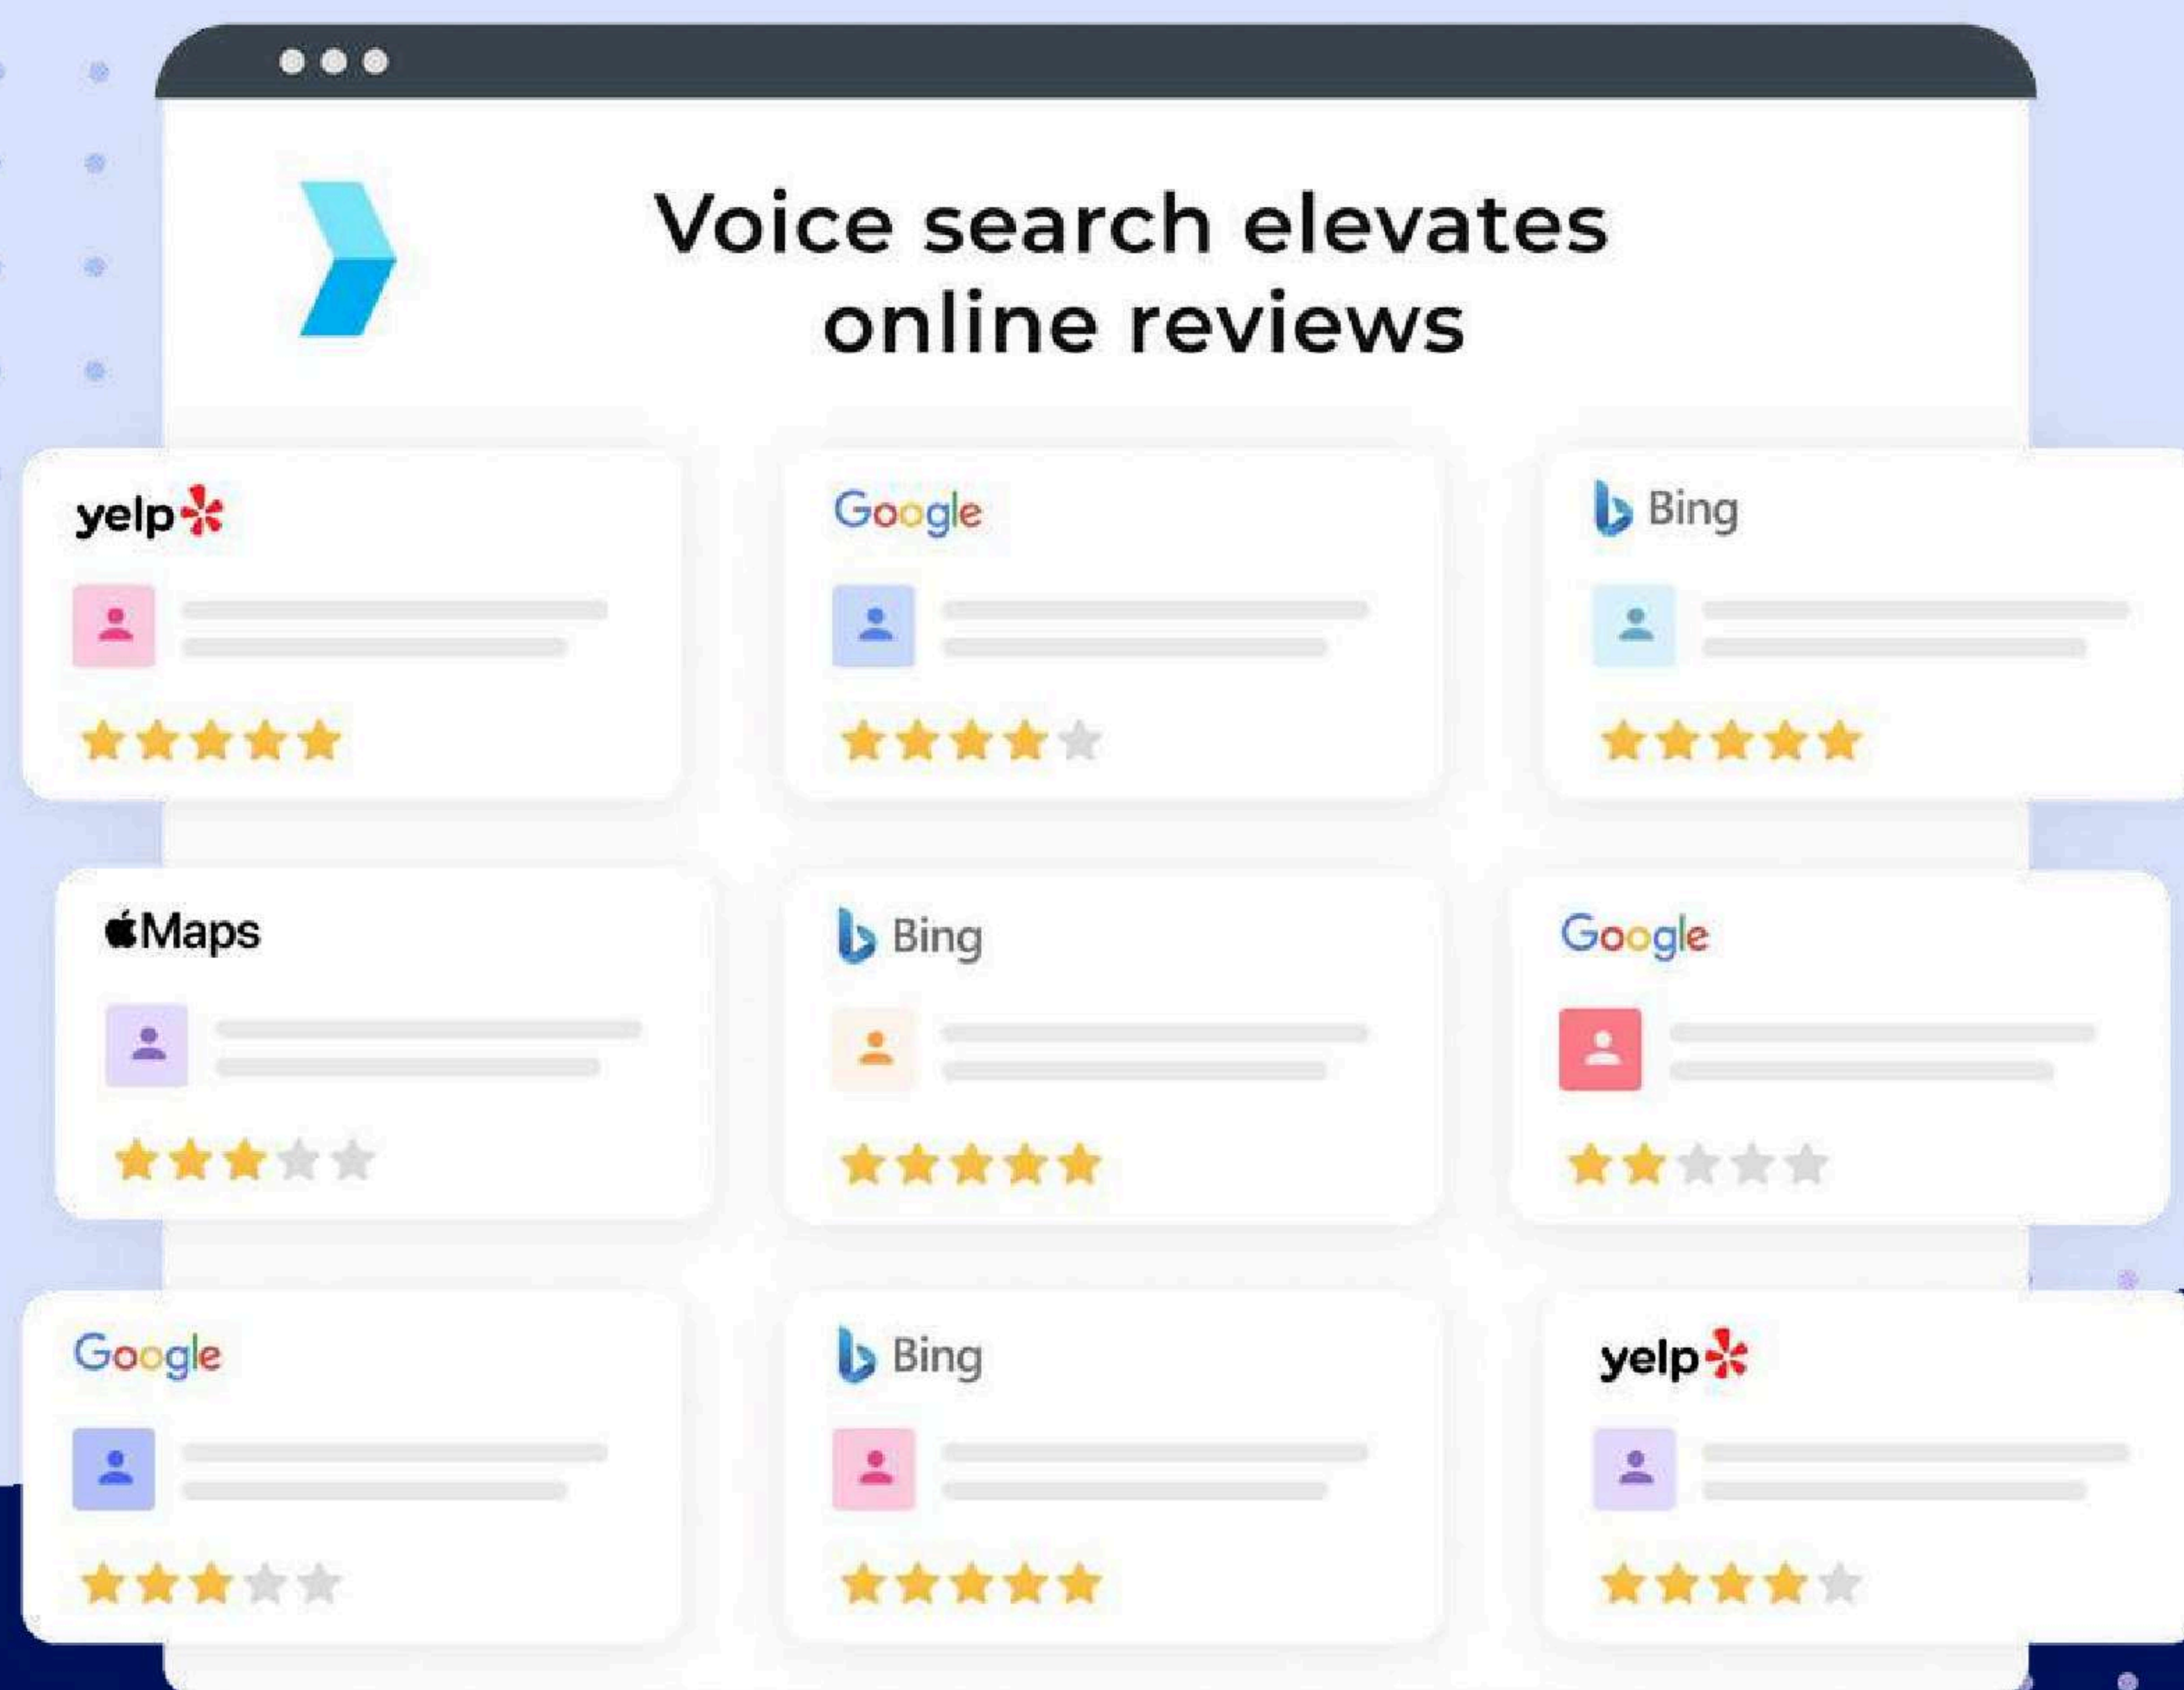 Voice search elevates
online reviews
yelp
Google
Bing
Maps
Bing
Google
Google
Bing
yelp